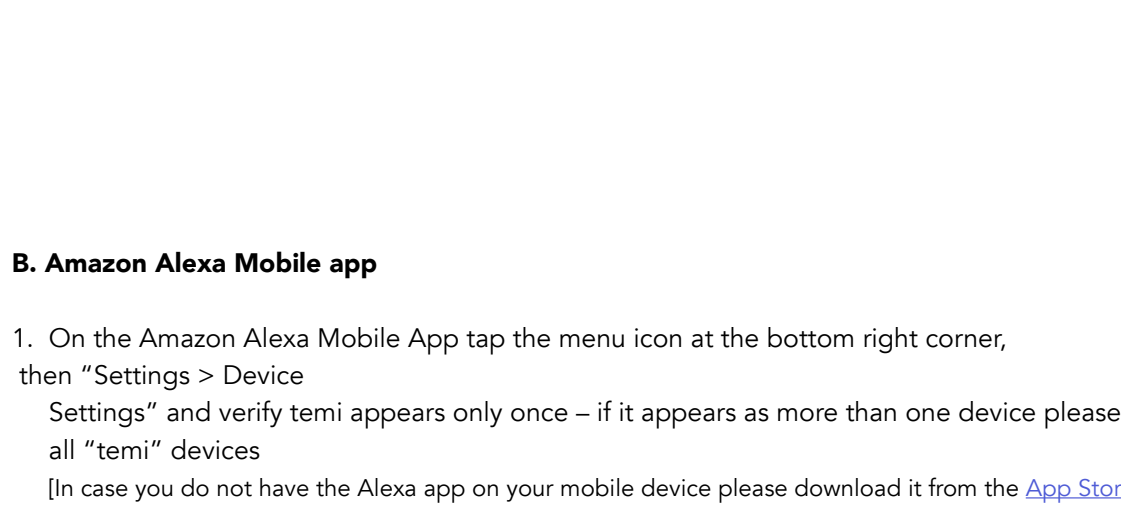 B. Amazon Alexa Mobile app
1. On the Amazon Alexa Mobile App tap the menu icon at the bottom right corner,
then “Settings > Device
Settings” and verify temi appears only once – if it appears as more than one device please
all “temi” devices
[In case you do not have the Alexa app on your mobile device please download it from the App Stor